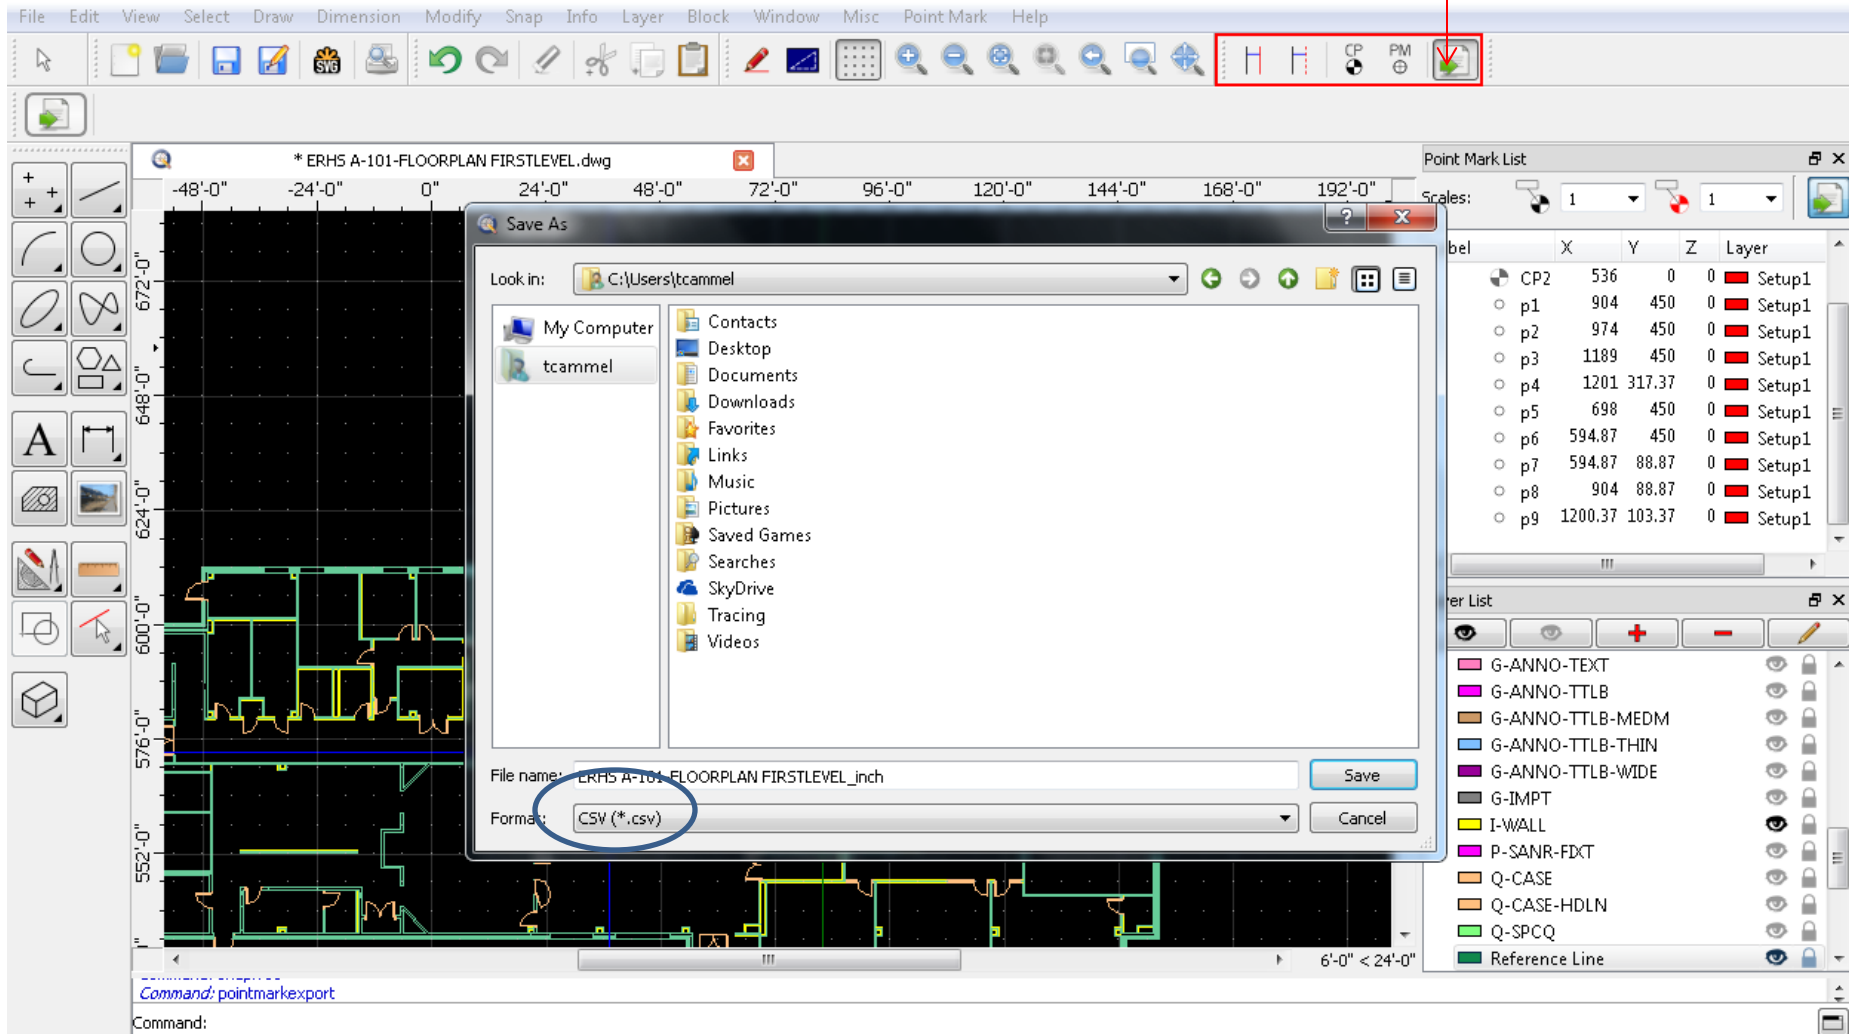 File Edit View Select Draw Dimension Modify Snap Info Layer Block Window Misc Point Mark Help
SVG CP PM
* ERHS A-101-FLOORPLAN FIRSTLEVEL.dwg
Point Mark List
-48'-0" -24'-0" 0" 24'-0" 48'-0" 72'-0" 96'-0" 120'-0" 144'-0" 168'-0" 192'-0"
Scales: 1 1
Save As
bel X Y Z Layer
CP2 536 0 0 Setup1
p1 904 450 0 Setup1
p2 974 450 0 Setup1
p3 1189 450 0 Setup1
p4 1201 317.37 0 Setup1
p5 698 450 0 Setup1
p6 594.87 450 0 Setup1
p7 594.87 88.87 0 Setup1
p8 904 88.87 0 Setup1
p9 1200.37 103.37 0 Setup1
Look in: C:\Users\tcammel
My Computer
tcammel
Contacts
Desktop
Documents
Downloads
Favorites
Links
Music
Pictures
Saved Games
Searches
SkyDrive
Tracing
Videos
File name: ERHS A-101-FLOORPLAN FIRSTLEVEL_inch Save
Format: CSV (*.csv) Cancel
672'-0"
648'-0"
624'-0"
600'-0"
576'-0"
552'-0"
A
yer List
G-ANNO-TEXT
G-ANNO-TTLB
G-ANNO-TTLB-MEDM
G-ANNO-TTLB-THIN
G-ANNO-TTLB-WIDE
G-IMPT
I-WALL
P-SANR-FIXT
Q-CASE
Q-CASE-HDLN
Q-SPCQ
Reference Line
6'-0" < 24'-0"
Command: pointmarkexport
Command: